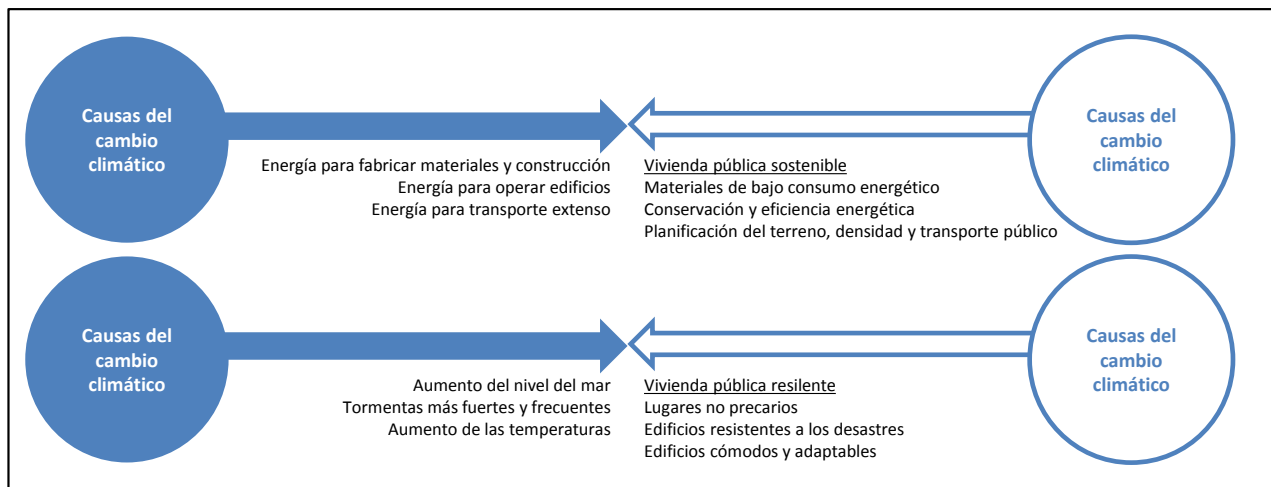 Causas del
cambio
climático
Energía para fabricar materiales y construcción
Energía para operar edificios
Energía para transporte extenso
Vivienda pública sostenible
Materiales de bajo consumo energético
Conservación y eficiencia energética
Planificación del terreno, densidad y transporte público
Causas del
cambio
climático
Causas del
cambio
climático
Aumento del nivel del mar
Tormentas más fuertes y frecuentes
Aumento de las temperaturas
Vivienda pública resilente
Lugares no precarios
Edificios resistentes a los desastres
Edificios cómodos y adaptables
Causas del
cambio
climático